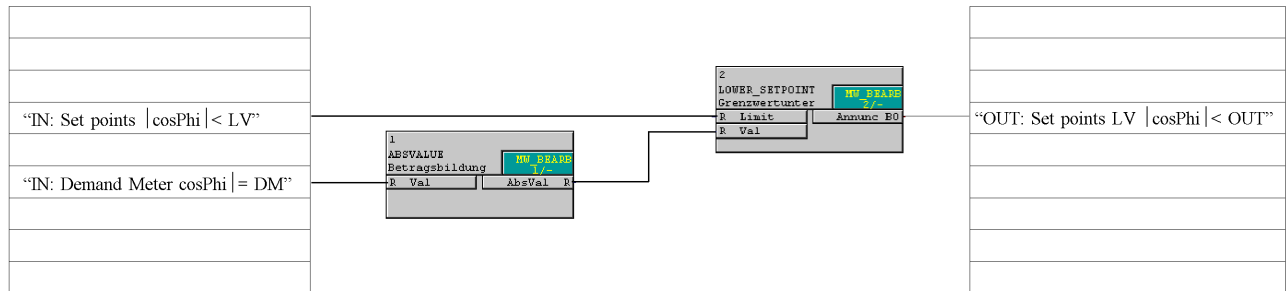 2
LOWER_SETPOINT
Grenzwertunter
MW_BEARB
2/-
R Limit
Annunc BO
R Val
“IN: Set points |cosPhi|< LV”
“OUT: Set points LV |cosPhi|< OUT”
1
ABSVALUE
Betragsbildung
MW_BEARB
1/-
R Val
AbsVal R
“IN: Demand Meter cosPhi|= DM”